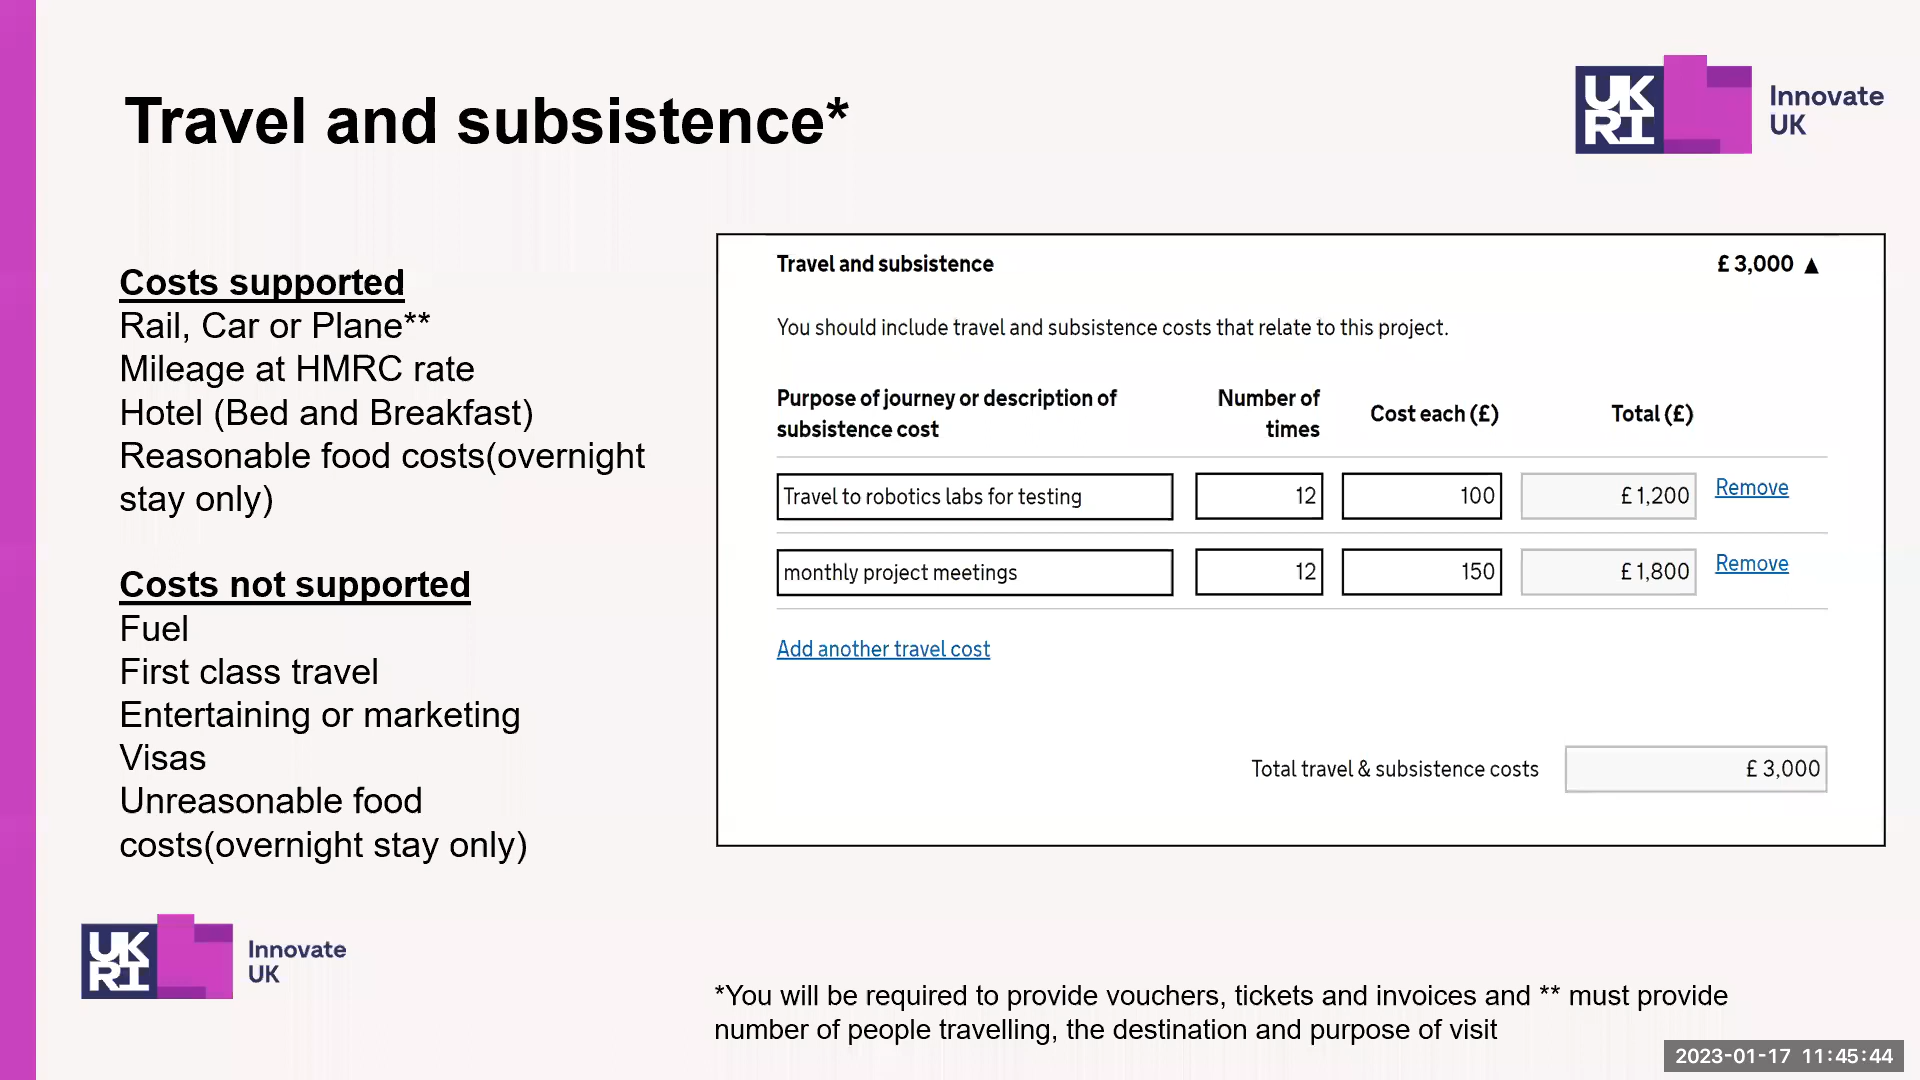 Travel and subsistence*
UK
RI
Innovate
UK
Costs supported
Rail, Car or Plane**
Mileage at HMRC rate
Hotel (Bed and Breakfast)
Reasonable food costs(overnight
stay only)
Costs not supported
Fuel
First class travel
Entertaining or marketing
Visas
Unreasonable food
costs(overnight stay only)
Travel and subsistence £ 3,000 ▲
You should include travel and subsistence costs that relate to this project.
Purpose of journey or description of
subsistence cost
Number of
times
Cost each (£)
Total (£)
Travel to robotics labs for testing 12 100 £ 1,200 Remove
monthly project meetings 12 150 £ 1,800 Remove
Add another travel cost
Total travel & subsistence costs £ 3,000
UK
RI
Innovate
UK
*You will be required to provide vouchers, tickets and invoices and ** must provide
number of people travelling, the destination and purpose of visit
2023-01-17 11:45:44